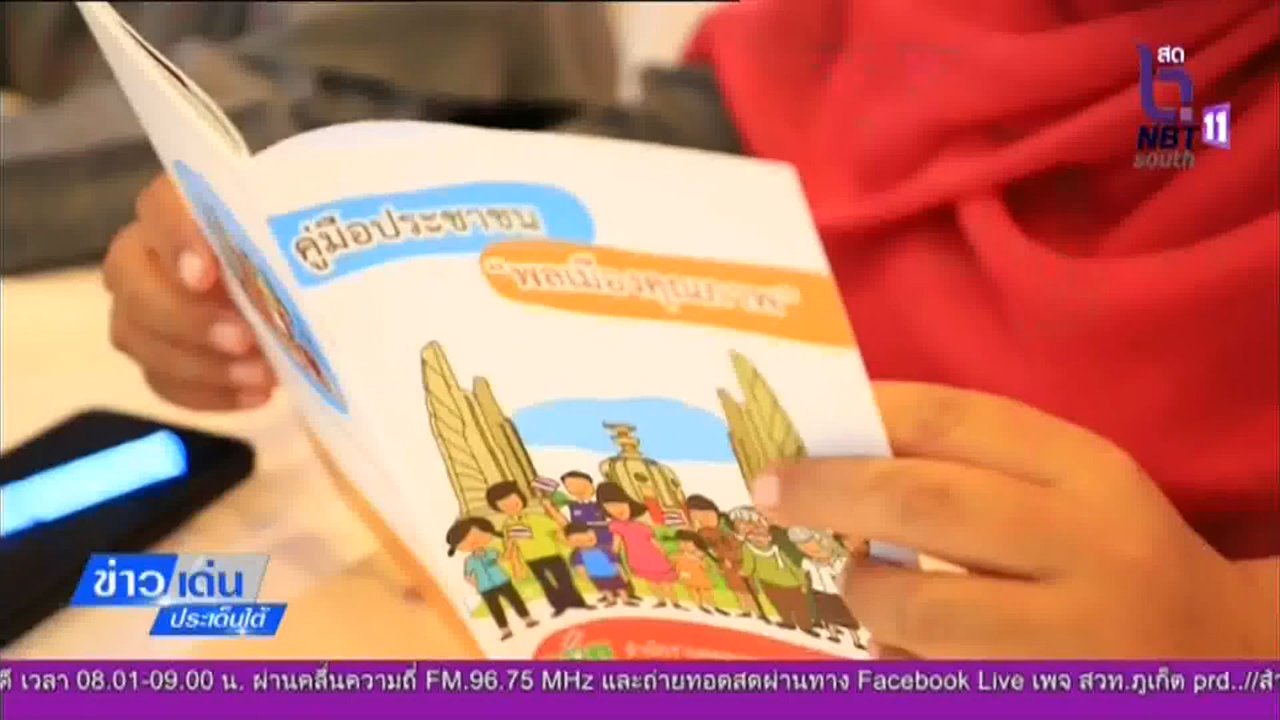 สด
NBT 11
south
คู่มือประชาชน
"พลเมืองคุณภาพ"
ข่าวเด่น
ประเด็นใต้
ดี เวลา 08.01-09.00 น. ผ่านคลื่นความถี่ FM.96.75 MHz และถ่ายทอดสดผ่านทาง Facebook Live เพจ สวท.ภูเก็ต prd..//สำ